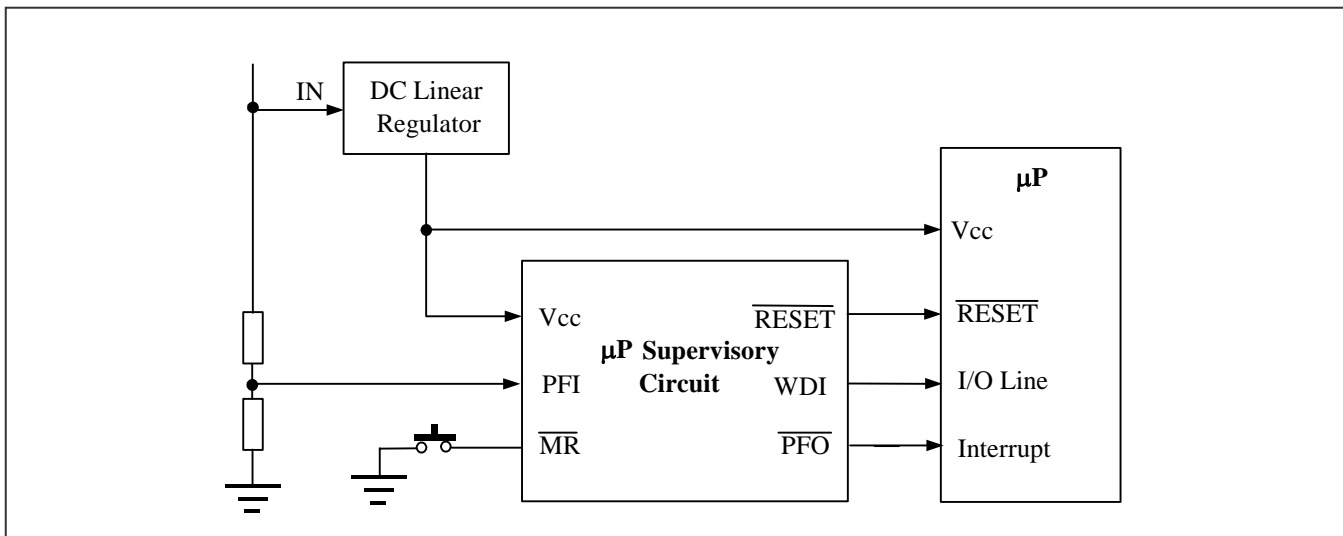 IN
DC Linear
Regulator
μP
Vcc
RESET
I/O Line
Interrupt
Vcc
PFI
MR
μP Supervisory
Circuit
RESET
WDI
PFO